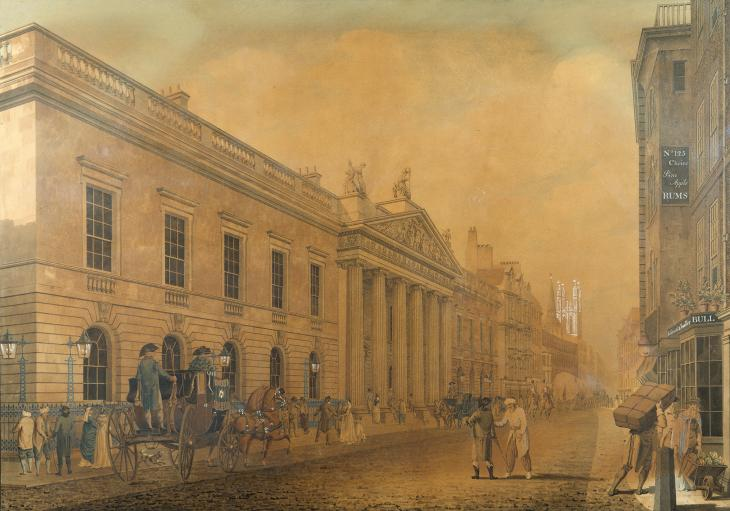 Nº 125
Choice
Pine
Apple
RUMS
BULL